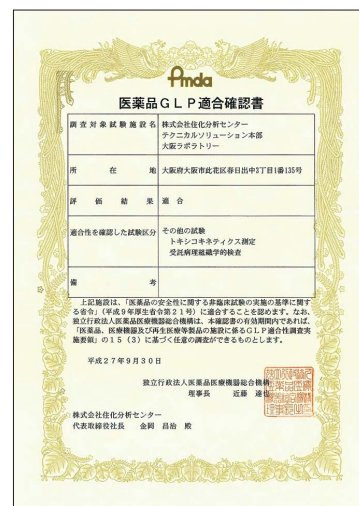 Pmda
医薬品GLP適合確認書
調査対象試験施設名 株式会社住化分析センター
テクニカルソリューション本部
大阪ラボラトリー
所在地 大阪府大阪市此花区春日出中3丁目1番135号
評価結果 適合
適合性を確認した試験区分 その他の試験
トキシコキネティクス測定
受託病理組織学的検査
備考
上記施設は、「医薬品の安全性に関する非臨床試験の実施の基準に関す
る省令」(平成9年厚生省令第21号)に適合することを認めます。なお、
独立行政法人医薬品医療機器総合機構は、本確認書の有効期間内であれば、
「医薬品、医療機器及び再生医療等製品の施設に係るGLP適合性調査実
施要領」の15(3)に基づく任意の調査ができるものとします。
平成27年9月30日
独立行政法人医薬品医療機器総合機構
理事長 近藤 達也
株式会社住化分析センター
代表取締役社長 金岡 昌治 殿